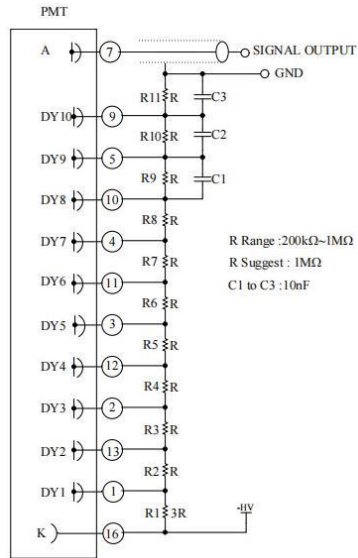 PMT
A 7 SIGNAL OUTPUT
GND
R11 R C3
DY10 9
R10 R C2
DY9 5
R9 R C1
DY8 10
R8 R
DY7 4 R Range :200kΩ~1MΩ
R7 R R Suggest : 1MΩ
DY6 11
C1 to C3 :10nF
R6 R
DY5 3
R5 R
DY4 12
R4 R
DY3 2
R3 R
DY2 13
R2 R
DY1 1
-HV
R1 3R
K 16